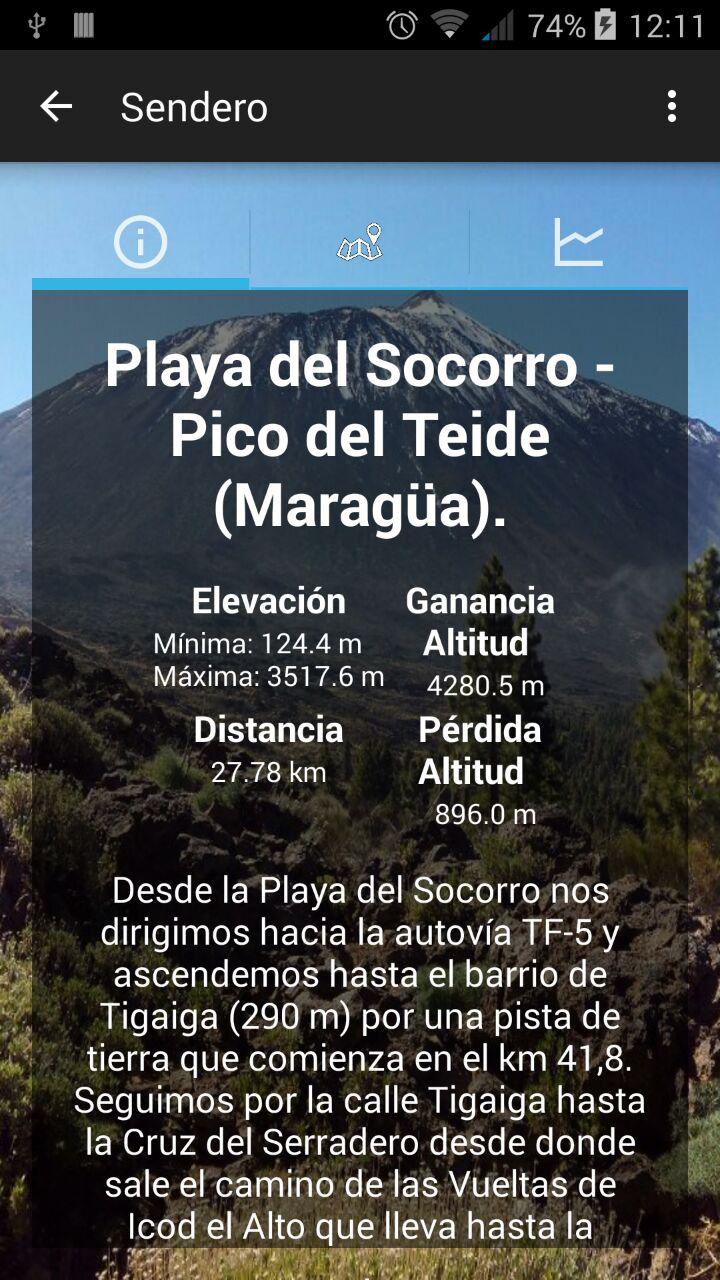 74% 12:11
Sendero
Playa del Socorro -
Pico del Teide
(Maragüa).
Elevación
Mínima: 124.4 m
Máxima: 3517.6 m
Ganancia
Altitud
4280.5 m
Distancia
27.78 km
Pérdida
Altitud
896.0 m
Desde la Playa del Socorro nos
dirigimos hacia la autovía TF-5 y
ascendemos hasta el barrio de
Tigaiga (290 m) por una pista de
tierra que comienza en el km 41,8.
Seguimos por la calle Tigaiga hasta
la Cruz del Serradero desde donde
sale el camino de las Vueltas de
Icod el Alto que lleva hasta la